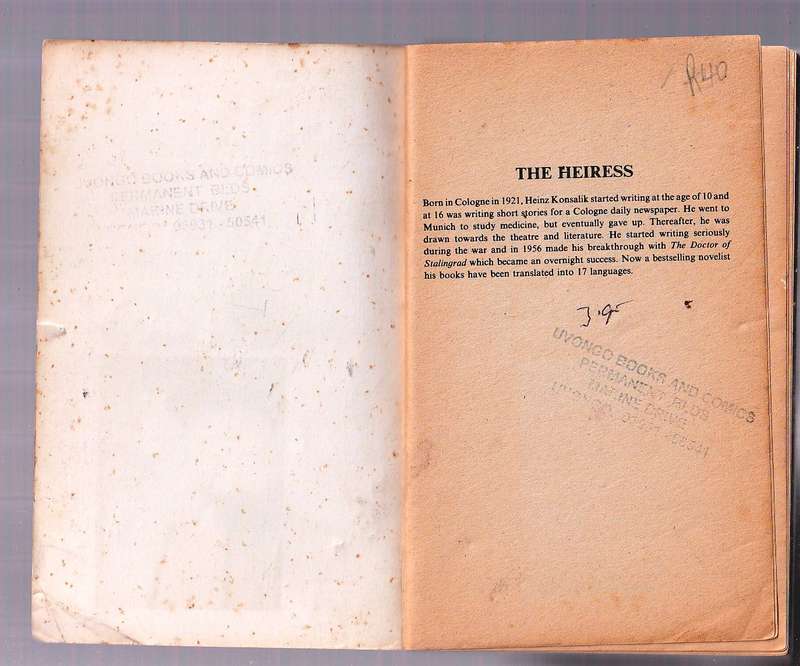 UVONGO BOOKS AND COMICS
PERMANENT BLDS
MARINE DRIVE
03931 - 50541
R40
THE HEIRESS
Born in Cologne in 1921, Heinz Konsalik started writing at the age of 10 and
at 16 was writing short stories for a Cologne daily newspaper. He went to
Munich to study medicine, but eventually gave up. Thereafter, he was
drawn towards the theatre and literature. He started writing seriously
during the war and in 1956 made his breakthrough with The Doctor of
Stalingrad which became an overnight success. Now a bestselling novelist
his books have been translated into 17 languages.
UVONGO BOOKS AND COMICS
PERMANENT BLDS
MARINE DRIVE